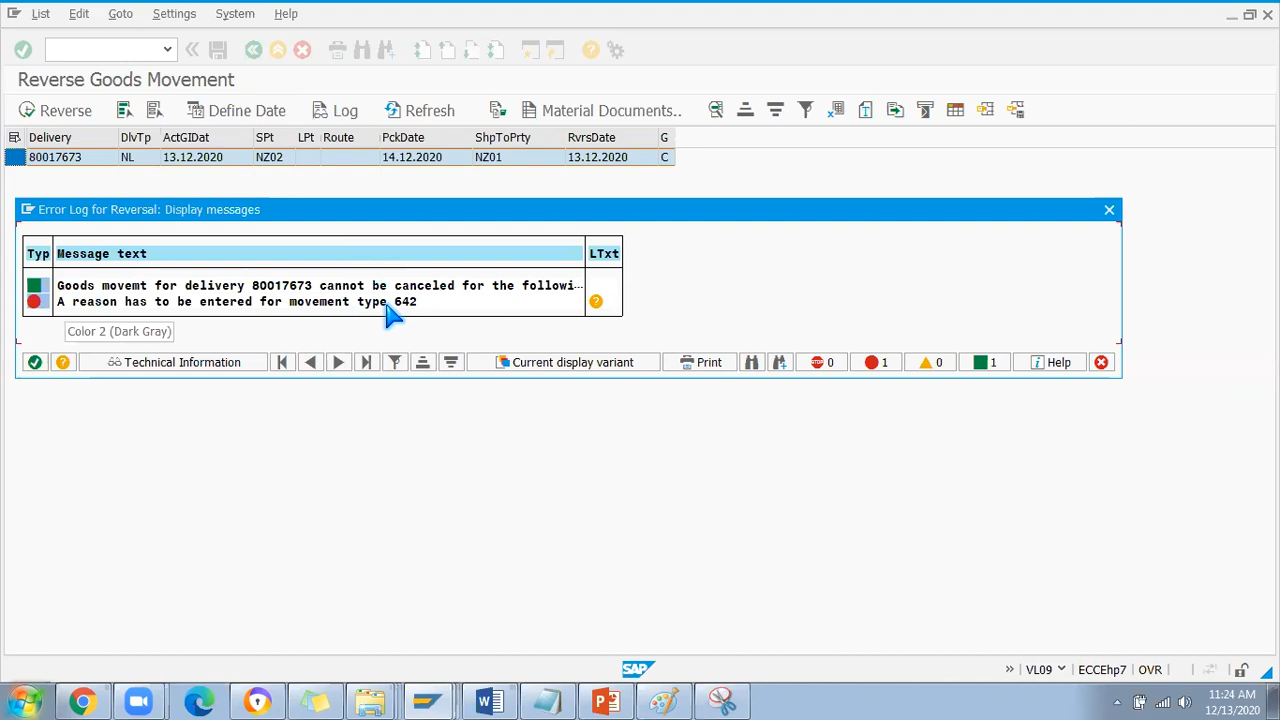 List Edit Goto Settings System Help
Reverse Goods Movement
Reverse Define Date Log Refresh Material Documents..
Delivery DlvTp ActGIDat SPt LPt Route PckDate ShpToPrty RvrsDate G
80017673 NL 13.12.2020 NZ02 14.12.2020 NZ01 13.12.2020 C
Error Log for Reversal: Display messages
Typ Message text LTxt
Goods movemt for delivery 80017673 cannot be canceled for the followi...
A reason has to be entered for movement type 642
Color 2 (Dark Gray)
Technical Information Current display variant Print STOP 0 1 0 1 Help
SAP VL09 ECCEhp7 OVR
11:24 AM
12/13/2020